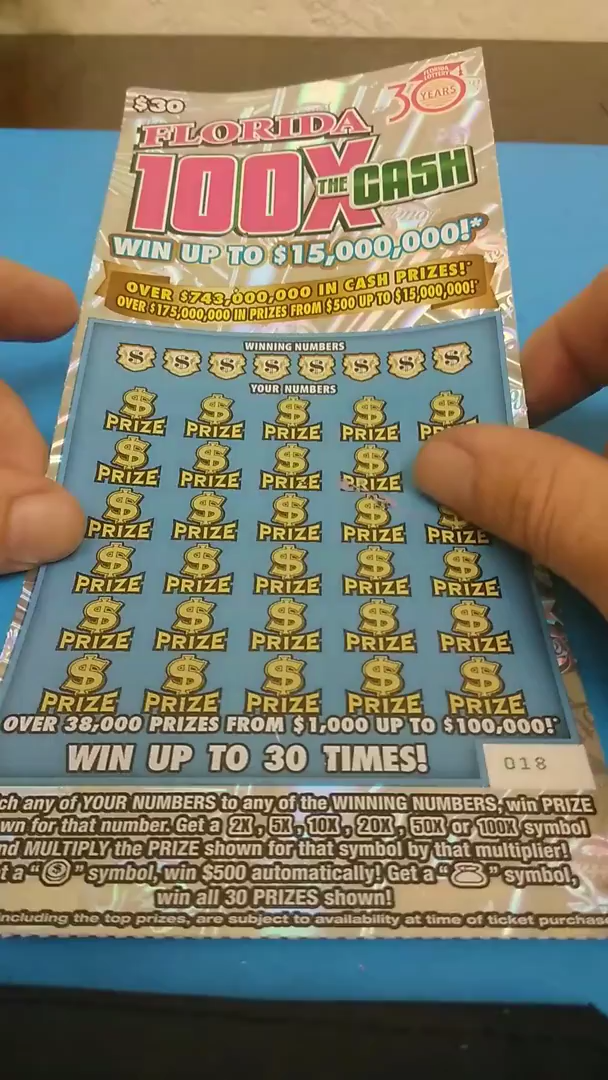 $30
FLORIDA LOTTERY
30 YEARS
FLORIDA
100X THE CASH
WIN UP TO $15,000,000!*
OVER $743,000,000 IN CASH PRIZES!*
OVER $175,000,000 IN PRIZES FROM $500 UP TO $15,000,000!*
WINNING NUMBERS
$ $ $ $ $ $ $ $
YOUR NUMBERS
$ $ $ $ $
PRIZE PRIZE PRIZE PRIZE PR
$ $ $ $
PRIZE PRIZE PRIZE PRIZE
$ $ $ $ $
PRIZE PRIZE PRIZE PRIZE PRIZE
$ $ $ $ $
PRIZE PRIZE PRIZE PRIZE PRIZE
$ $ $ $ $
PRIZE PRIZE PRIZE PRIZE PRIZE
$ $ $ $ $
PRIZE PRIZE PRIZE PRIZE PRIZE
OVER 38,000 PRIZES FROM $1,000 UP TO $100,000!*
WIN UP TO 30 TIMES!
018
ch any of YOUR NUMBERS to any of the WINNING NUMBERS, win PRIZE
wn for that number. Get a 2X, 5X, 10X, 20X, 50X or 100X symbol
nd MULTIPLY the PRIZE shown for that symbol by that multiplier!
t a " " symbol, win $500 automatically! Get a " " symbol,
win all 30 PRIZES shown!
including the top prizes, are subject to availability at time of ticket purchase